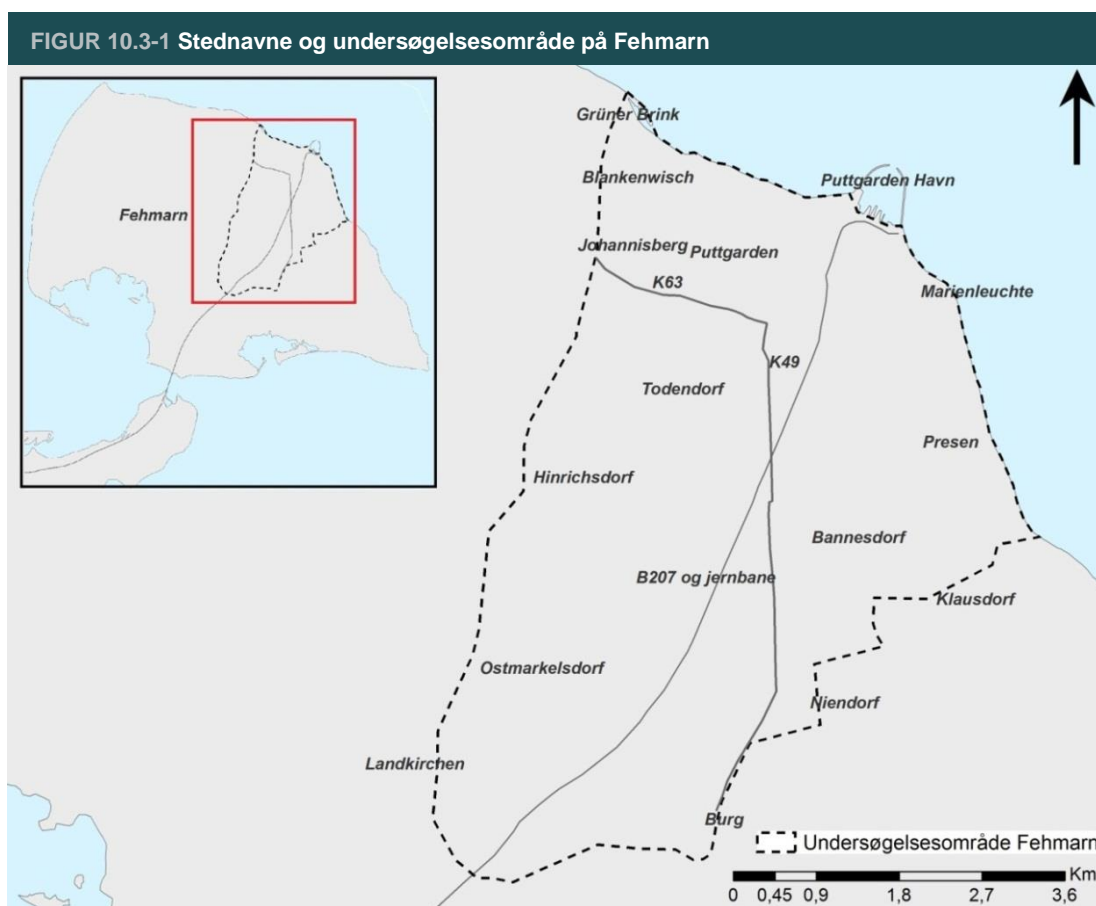 FIGUR 10.3-1 Stednavne og undersøgelsesområde på Fehmarn
Fehmarn
Grüner Brink
Blankenwisch
Puttgarden Havn
Johannisberg
Puttgarden
K63
Marienleuchte
K49
Todendorf
Presen
Hinrichsdorf
Bannesdorf
B207 og jernbane
Klausdorf
Ostmarkelsdorf
Niendorf
Landkirchen
Burg
Undersøgelsesområde Fehmarn
Km
0 0,45 0,9 1,8 2,7 3,6